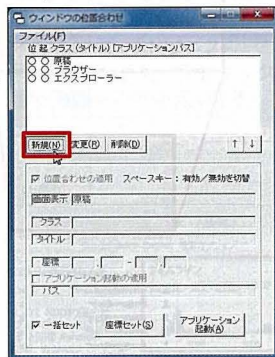 ウィンドウの位置合わせ
ファイル(F)
位 起 クラス (タイトル) [アプリケーションパス]
○ ○ 原稿
○ ○ ブラウザー
○ ○ エクスプローラー
新規(N) 変更(P) 削除(D) ↑ ↓
位置合わせの適用 スペースキー：有効／無効を切替
画面表示 原稿
クラス
タイトル
座標 , - ,
アプリケーション起動の適用
パス
一括セット 座標セット(S) アプリケーション起動(A)